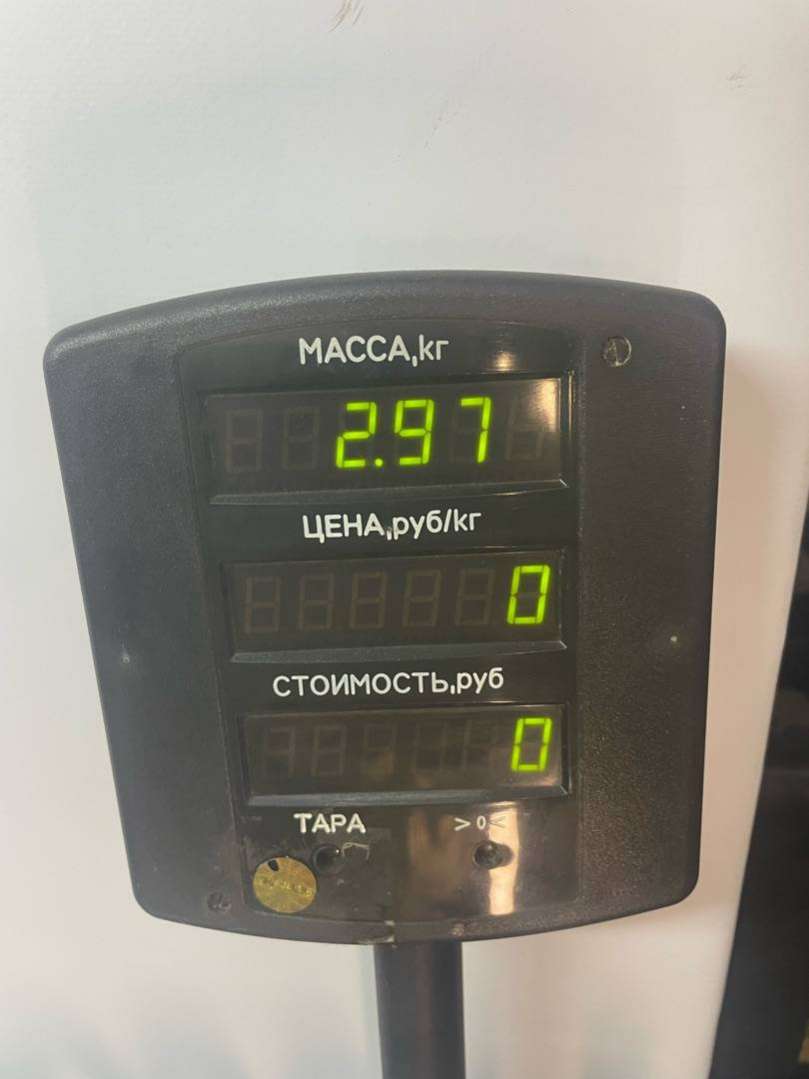 МАССА,кг
2.97
ЦЕНА,руб/кг
0
СТОИМОСТЬ,руб
0
ТАРА >0<